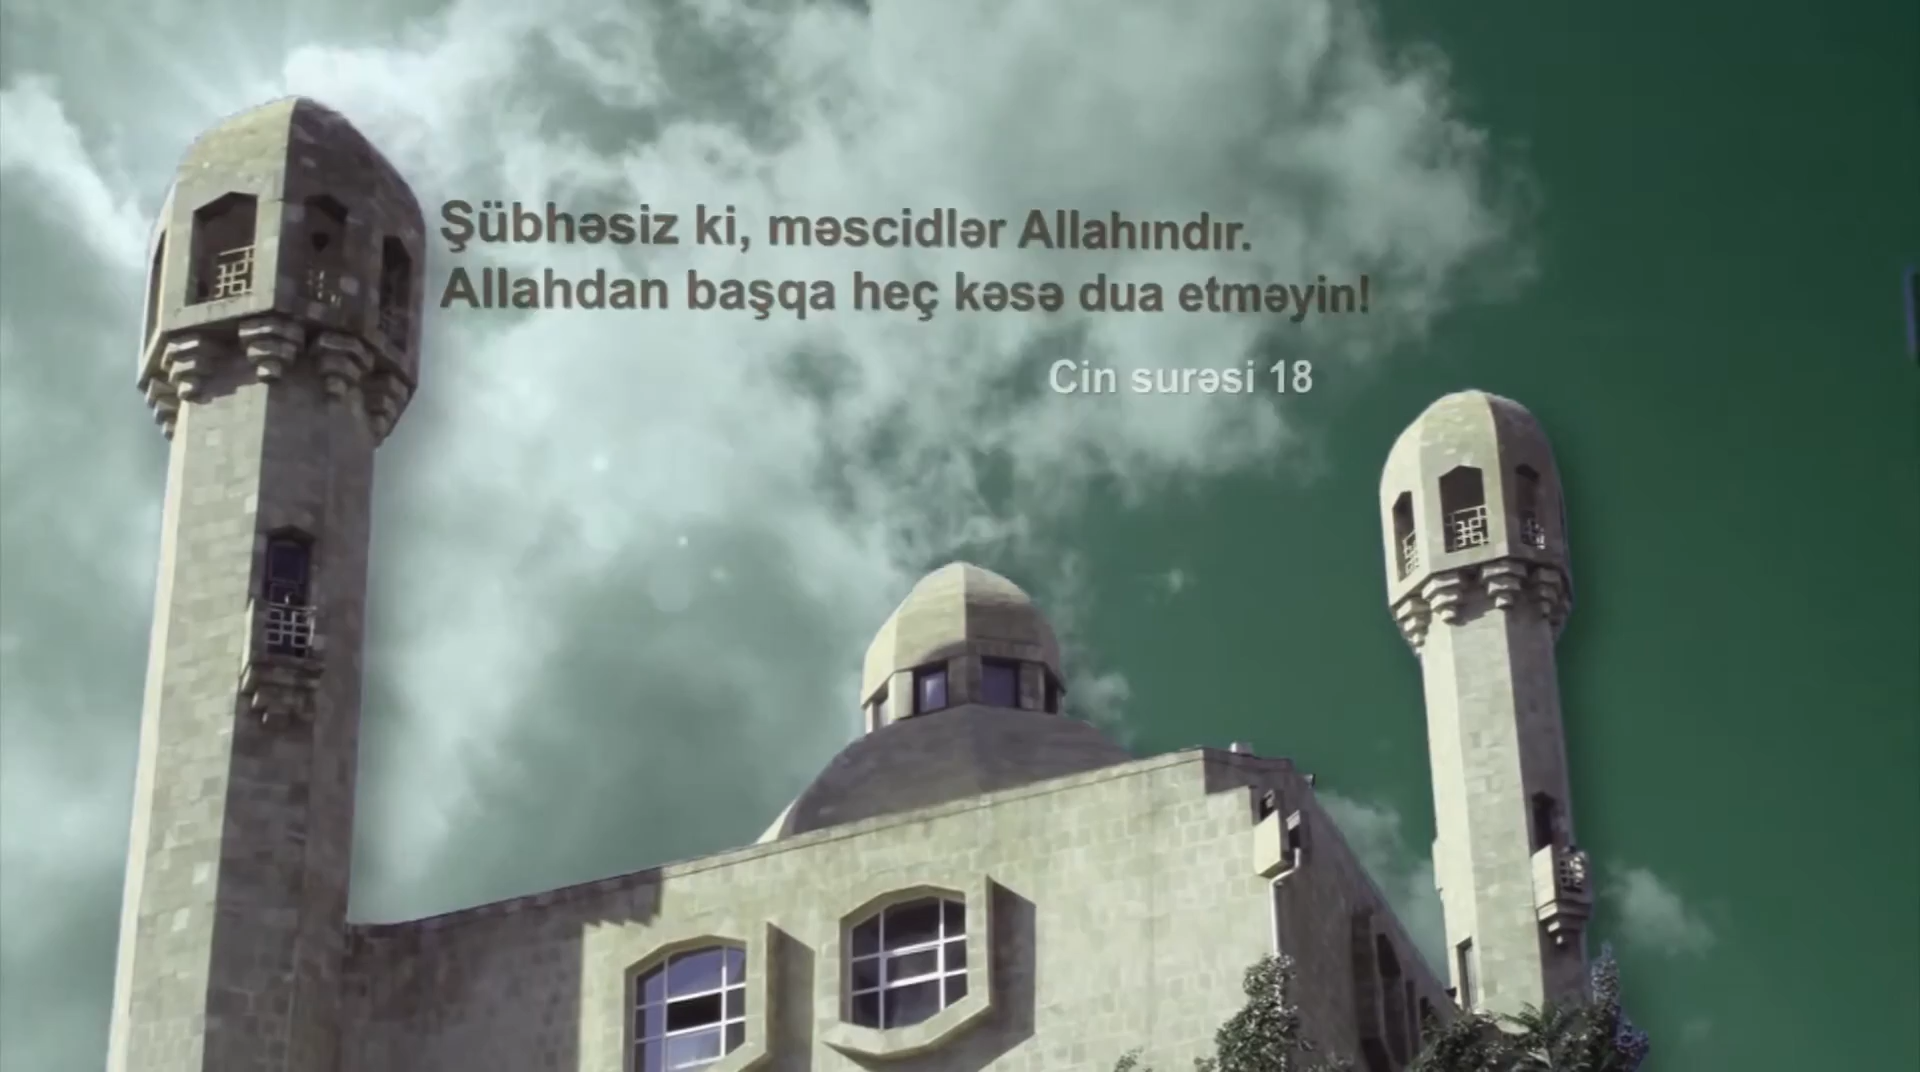 Şübhəsiz ki, məscidlər Allahındır.
Allahdan başqa heç kəsə dua etməyin!
Cin surəsi 18